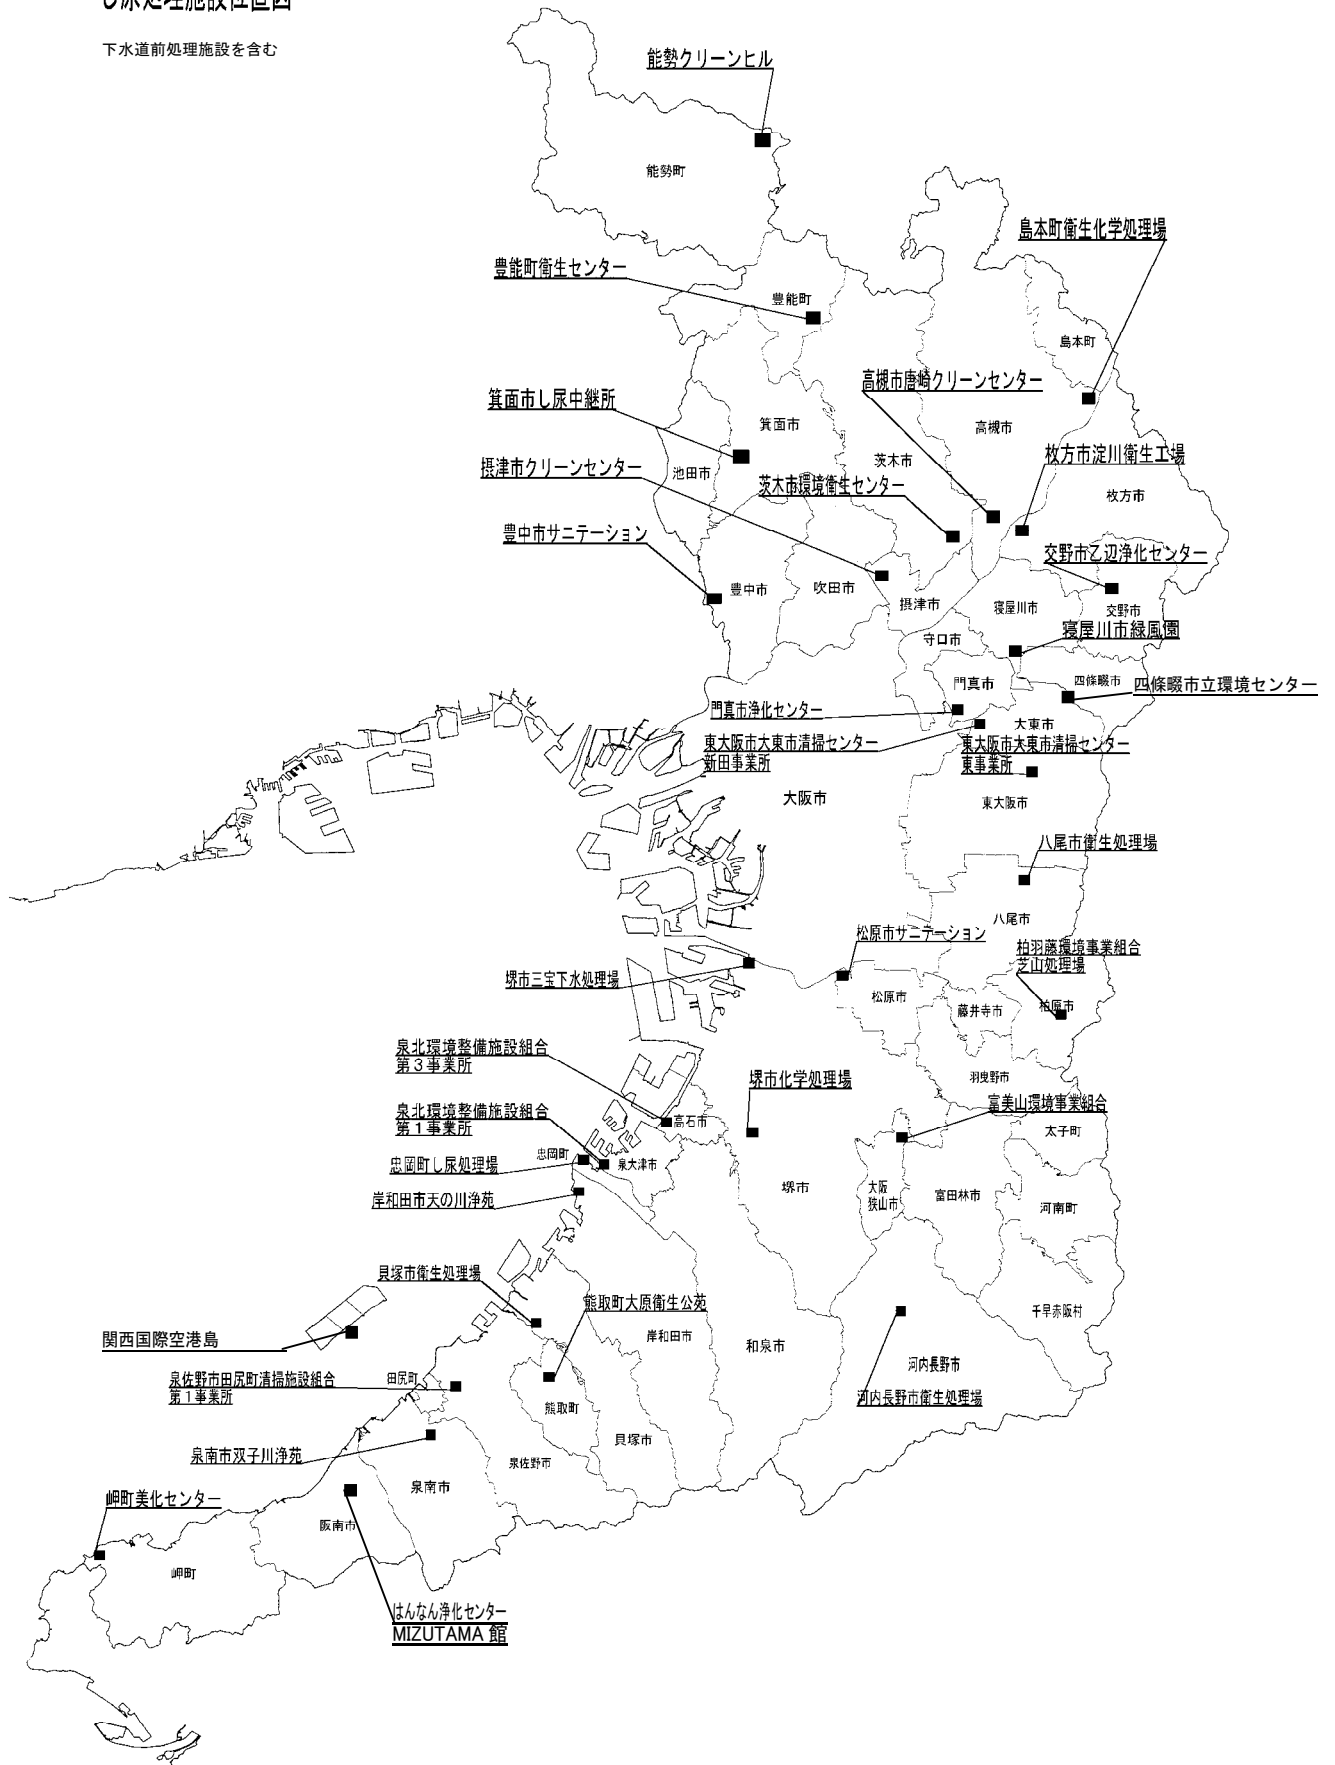 し尿処理施設位置図
下水道前処理施設を含む
能勢クリーンヒル
能勢町
島本町衛生化学処理場
豊能町衛生センター
豊能町
島本町
高槻市唐崎クリーンセンター
箕面市し尿中継所
箕面市
高槻市
枚方市淀川衛生工場
摂津市クリーンセンター
池田市
茨木市
茨木市環境衛生センター
枚方市
豊中市サニテーション
交野市乙辺浄化センター
豊中市
吹田市
摂津市
寝屋川市
交野市
寝屋川市緑風園
守口市
門真市
四條畷市
四條畷市立環境センター
門真市浄化センター
大東市
東大阪市大東市清掃センター
新田事業所
東大阪市大東市清掃センター
東事業所
大阪市
東大阪市
八尾市衛生処理場
八尾市
松原市サニテーション
柏羽藤環境事業組合
芝山処理場
堺市三宝下水処理場
松原市
藤井寺市
柏原市
泉北環境整備施設組合
第3事業所
堺市化学処理場
羽曳野市
富美山環境事業組合
泉北環境整備施設組合
第1事業所
高石市
太子町
忠岡町
忠岡町し尿処理場
泉大津市
堺市
大阪
狭山市
富田林市
河南町
岸和田市天の川浄苑
貝塚市衛生処理場
熊取町大原衛生公苑
千早赤阪村
関西国際空港島
岸和田市
和泉市
河内長野市
河内長野市衛生処理場
泉佐野市田尻町清掃施設組合
第1事業所
田尻町
熊取町
貝塚市
泉南市双子川浄苑
泉佐野市
泉南市
岬町美化センター
阪南市
岬町
はんなん浄化センター
MIZUTAMA 館